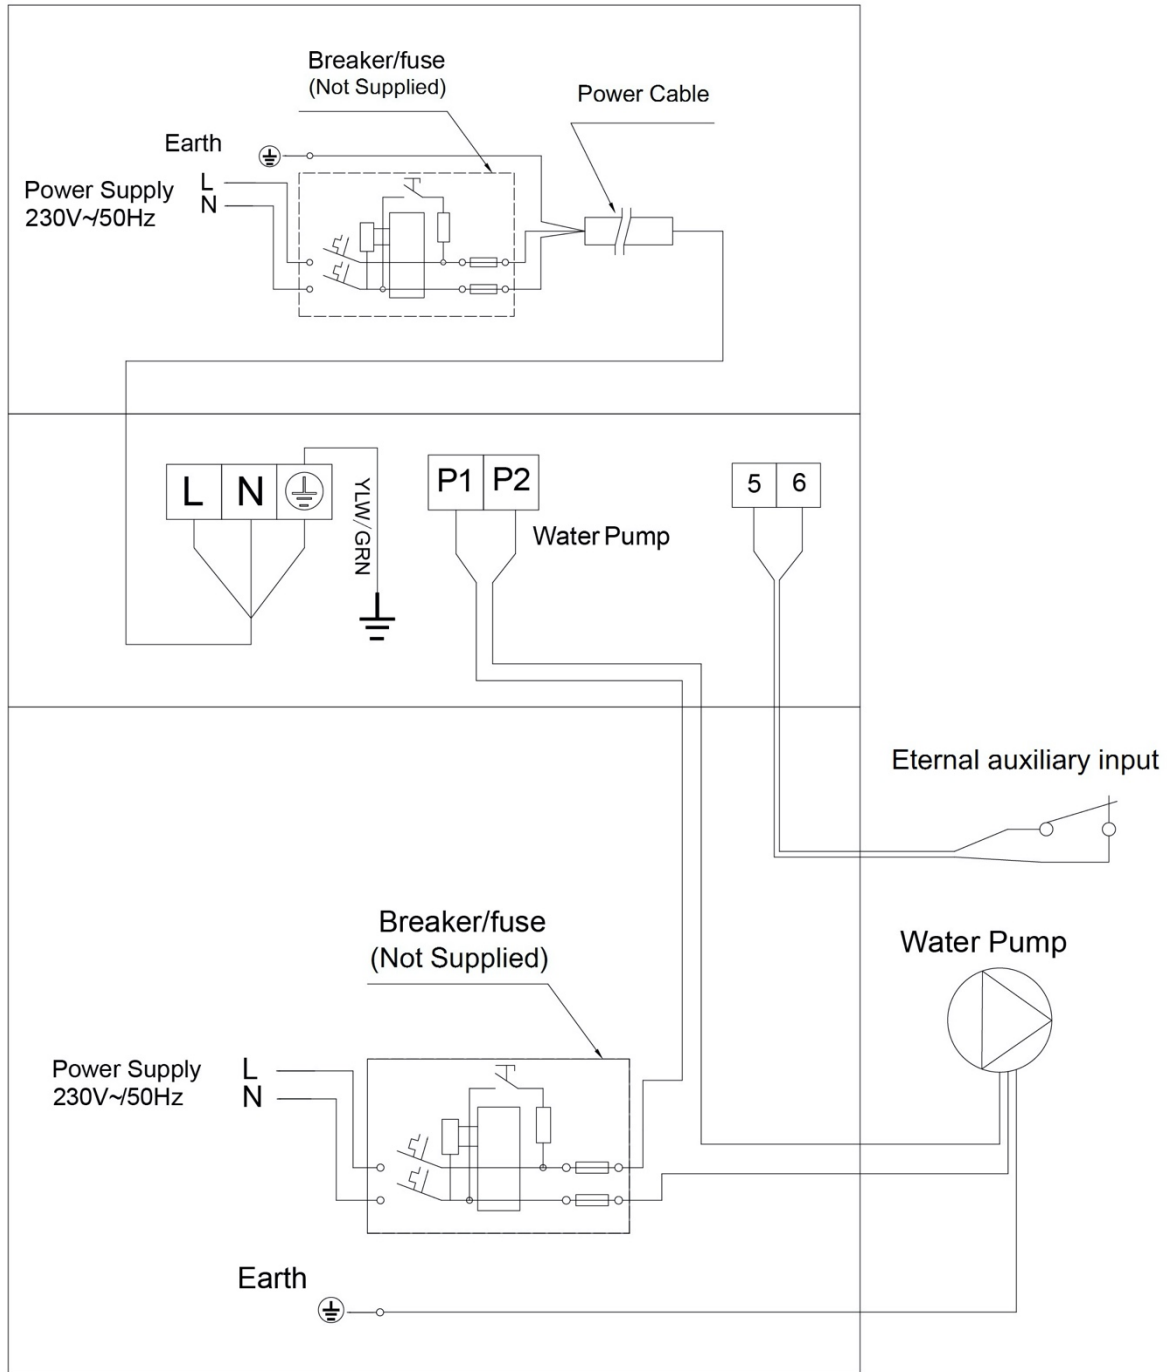 Breaker/fuse
(Not Supplied)
Power Cable
Earth
Power Supply
230V~/50Hz
L
N
L N
YLW/GRN
P1 P2
Water Pump
5 6
Eternal auxiliary input
Breaker/fuse
(Not Supplied)
Water Pump
Power Supply
230V~/50Hz
L
N
Earth